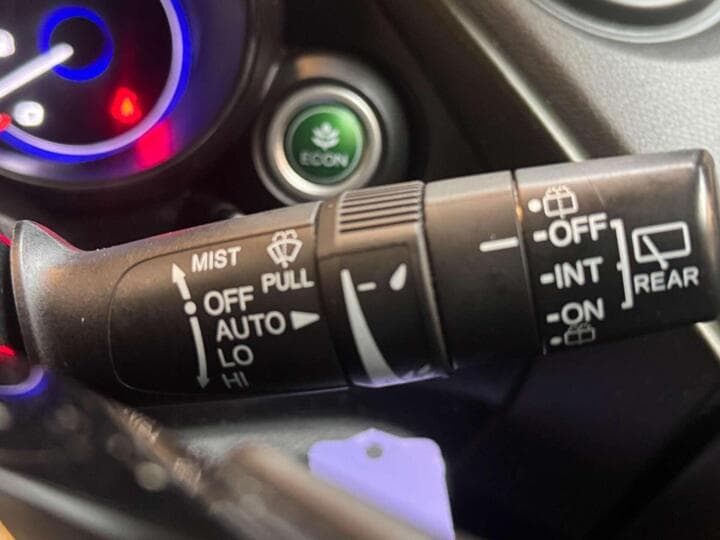 ECON
MIST
PULL
OFF
AUTO
LO
HI
-OFF
-INT
-ON
REAR